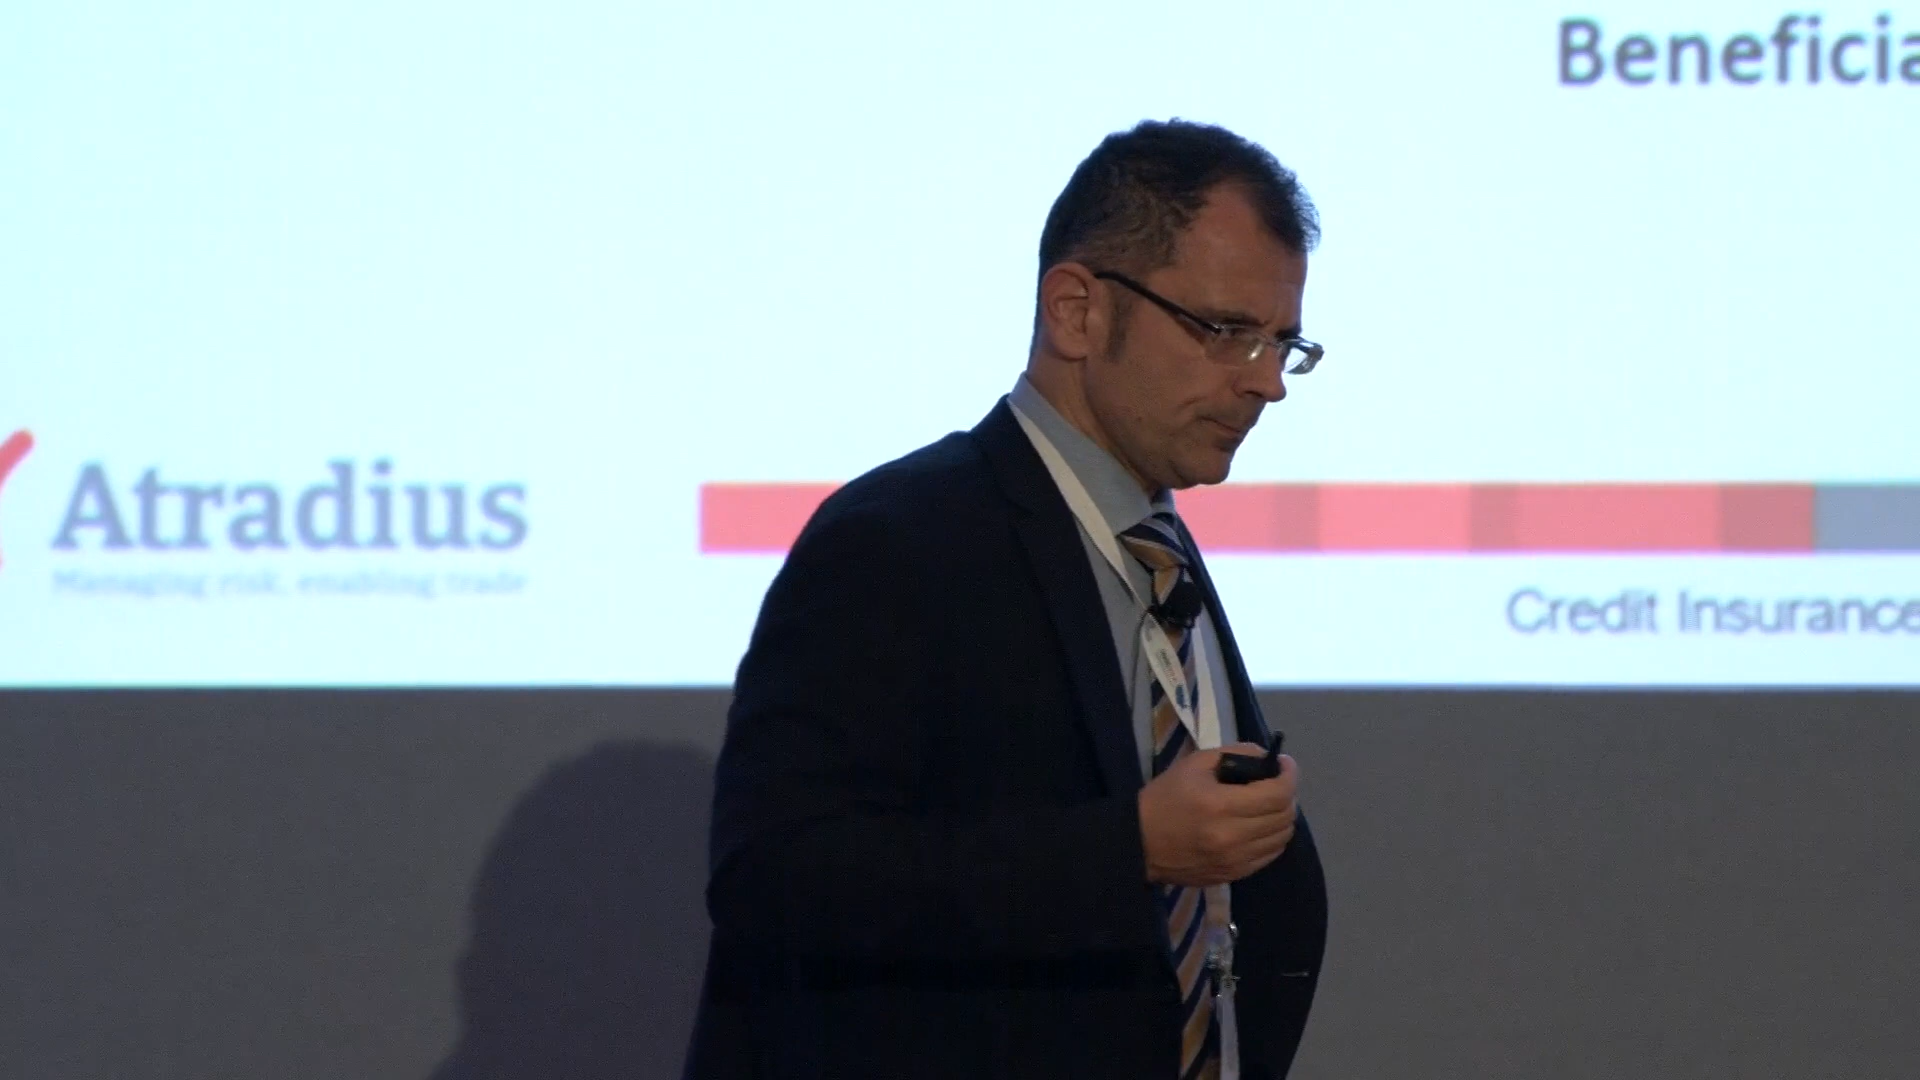 Beneficia
Atradius
Managing risk, enabling trade
Credit Insurance